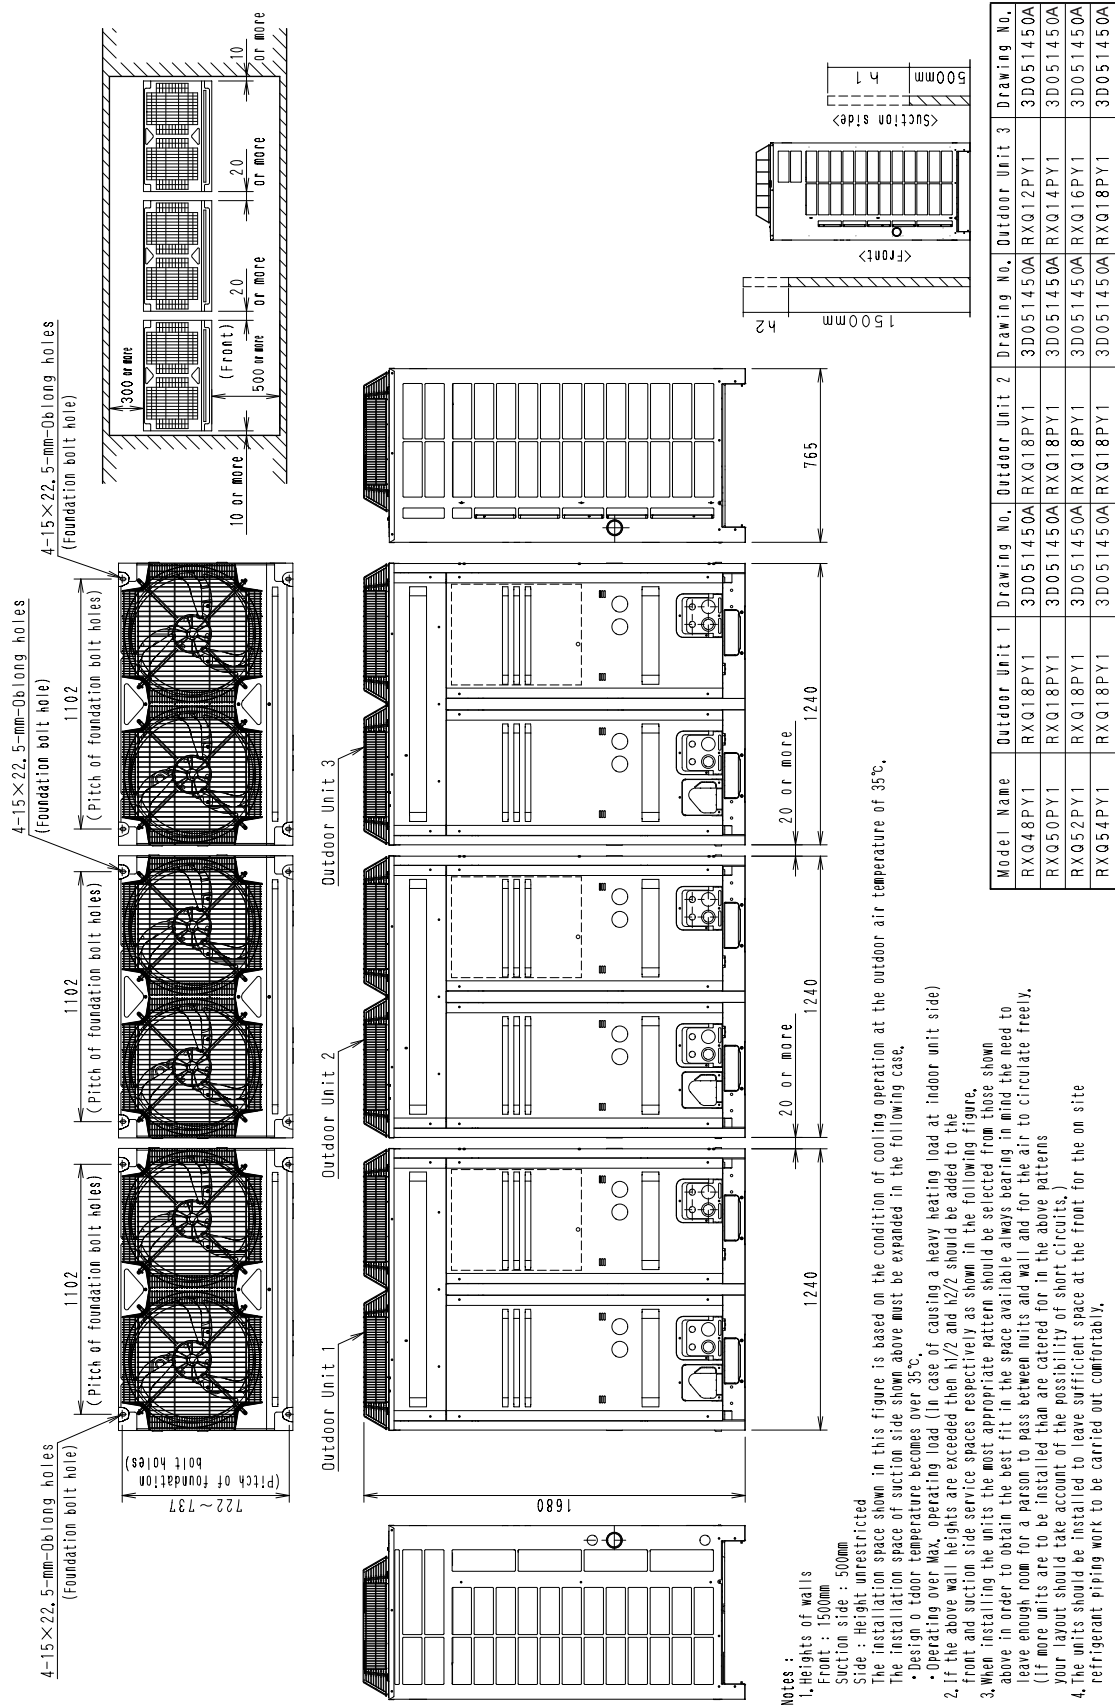 4-15×22.5-mm-Oblong holes
(Foundation bolt hole)
4-15×22.5-mm-Oblong holes
(Foundation bolt hole)
4-15×22.5-mm-Oblong holes
(Foundation bolt hole)
1102
(Pitch of foundation bolt holes)
1102
(Pitch of foundation bolt holes)
1102
(Pitch of foundation bolt holes)
722~737
(Pitch of foundation
bolt holes)
10 or more
300 or more
(Front)
500 or more
20
or more
20
or more
10
or more
Outdoor Unit 1
Outdoor Unit 2
Outdoor Unit 3
1680
1240
20 or more
1240
20 or more
1240
765
h2
1500mm
<Front>
<Suction side>
h1
500mm
Notes :
1. Heights of walls
Front : 1500mm
Suction side : 500mm
Side : Height unrestricted
The installation space shown in this figure is based on the condition of cooling operation at the outdoor air temperature of 35℃.
The installation space of suction side shown above must be expanded in the following case.
・Design o tdoor temperature becomes over 35℃.
・Operating over Max. operating load (In case of causing a heavy heating load at indoor unit side)
2. If the above wall heights are exceeded then h1/2 and h2/2 should be added to the
front and suction side service spaces respectively as shown in the following figure.
3. When installing the units the most appropriate pattern should be selected from those shown
above in order to obtain the best fit in the space available always bearing in mind the need to
leave enough room for a parson to pass between nuits and wall and for the air to circulate freely.
(If more units are to be installed than are catered for in the above patterns
your layout should take account of the possibility of short circuits.)
4. The units should be installed to leave sufficient space at the front for the on site
refrigerant piping work to be carried out comfortably.
Model Name Outdoor Unit 1 Drawing No. Outdoor Unit 2 Drawing No. Outdoor Unit 3 Drawing No.
RXQ48PY1 RXQ18PY1 3D051450A RXQ18PY1 3D051450A RXQ12PY1 3D051450A
RXQ50PY1 RXQ18PY1 3D051450A RXQ18PY1 3D051450A RXQ14PY1 3D051450A
RXQ52PY1 RXQ18PY1 3D051450A RXQ18PY1 3D051450A RXQ16PY1 3D051450A
RXQ54PY1 RXQ18PY1 3D051450A RXQ18PY1 3D051450A RXQ18PY1 3D051450A